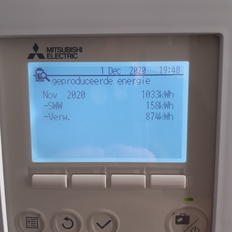 MITSUBISHI
ELECTRIC
1 Dec 2020 19:48
geproduceerde energie
Nov 2020 1033kWh
-SWW 158kWh
-Verw. 874kWh